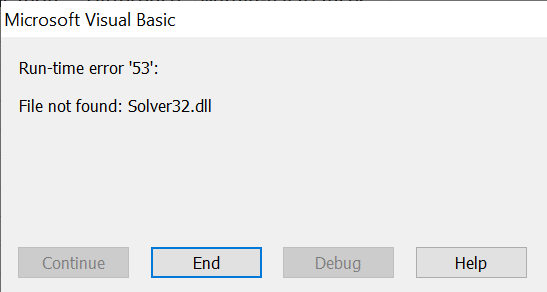 Microsoft Visual Basic
Run-time error '53':
File not found: Solver32.dll
Continue
End
Debug
Help